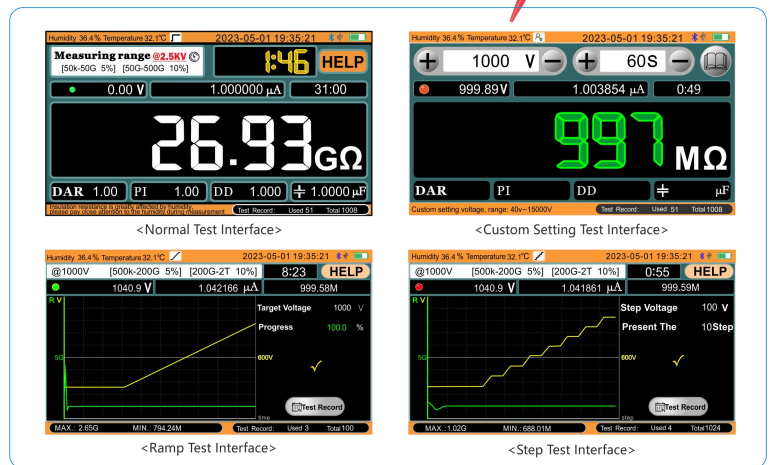 Humidity 36.4% Temperature 32.1℃ 2023-05-01 19:35:21
Measuring range @2.5KV
[50k-50G 5%] [50G-500G 10%]
1:46
HELP
0.00 V 1.000000 µA 31:00
26.93GΩ
DAR 1.00 PI 1.00 DD 1.000 1.0000 µF
Insulation resistance is greatly affected by humidity,
please pay close attention to the humidity during measurement
Test Record: Used 51 Total 1008
<Normal Test Interface>
Humidity 36.4% Temperature 32.1℃ 2023-05-01 19:35:21
+ 1000 V − + 60S −
999.89V 1.003854 µA 0:49
997 MΩ
DAR PI DD µF
Custom setting voltage, range: 40v~15000V Test Record: Used 51 Total 1008
<Custom Setting Test Interface>
Humidity 36.4% Temperature 32.1℃ 2023-05-01 19:35:21
@1000V [500k-200G 5%] [200G-2T 10%] 8:23 HELP
1040.9 V 1.042166 µA 999.58M
R V
Target Voltage 1000 V
Progress 100.0 %
5G 600V
Test Record
time
MAX.: 2.65G MIN.: 794.24M Test Record: Used 3 Total 100
<Ramp Test Interface>
Humidity 36.4% Temperature 32.1℃ 2023-05-01 19:35:21
@1000V [500k-200G 5%] [200G-2T 10%] 0:55 HELP
1040.9 V 1.041861 µA 999.59M
R V
Step Voltage 100 V
Present The 10Step
5G 600V
Test Record
step
MAX.:1.02G MIN.: 688.01M Test Record: Used 4 Total 1024
<Step Test Interface>